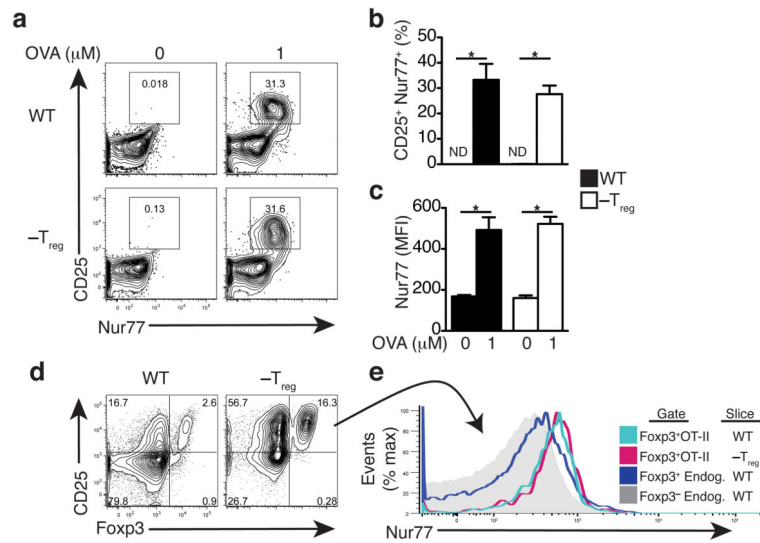 a
OVA (μM) 0 1
WT
0.018
31.3
–Treg
0.13
31.6
CD25
Nur77
b
CD25+ Nur77+ (%)
50
40
30
20
10
0
* *
ND ND
WT
–Treg
c
Nur77 (MFI)
600
400
200
0
* *
OVA (μM) 0 1 0 1
d
WT –Treg
16.7 2.6 56.7 16.3
79.8 0.9 26.7 0.28
CD25
Foxp3
e
Events
(% max)
100
80
60
40
20
0
Gate Slice
Foxp3+OT-II WT
Foxp3+OT-II –Treg
Foxp3+ Endog. WT
Foxp3– Endog. WT
Nur77